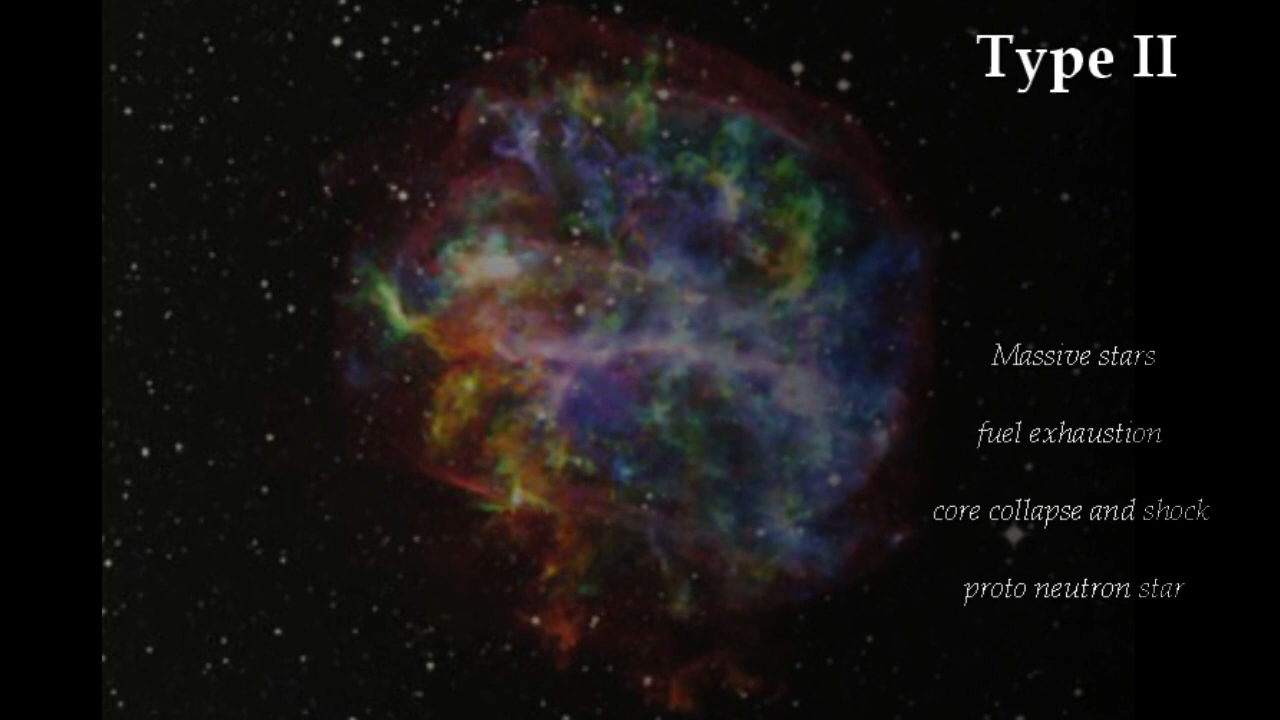 Type II
Massive stars
fuel exhaustion
core collapse and shock
proto neutron star